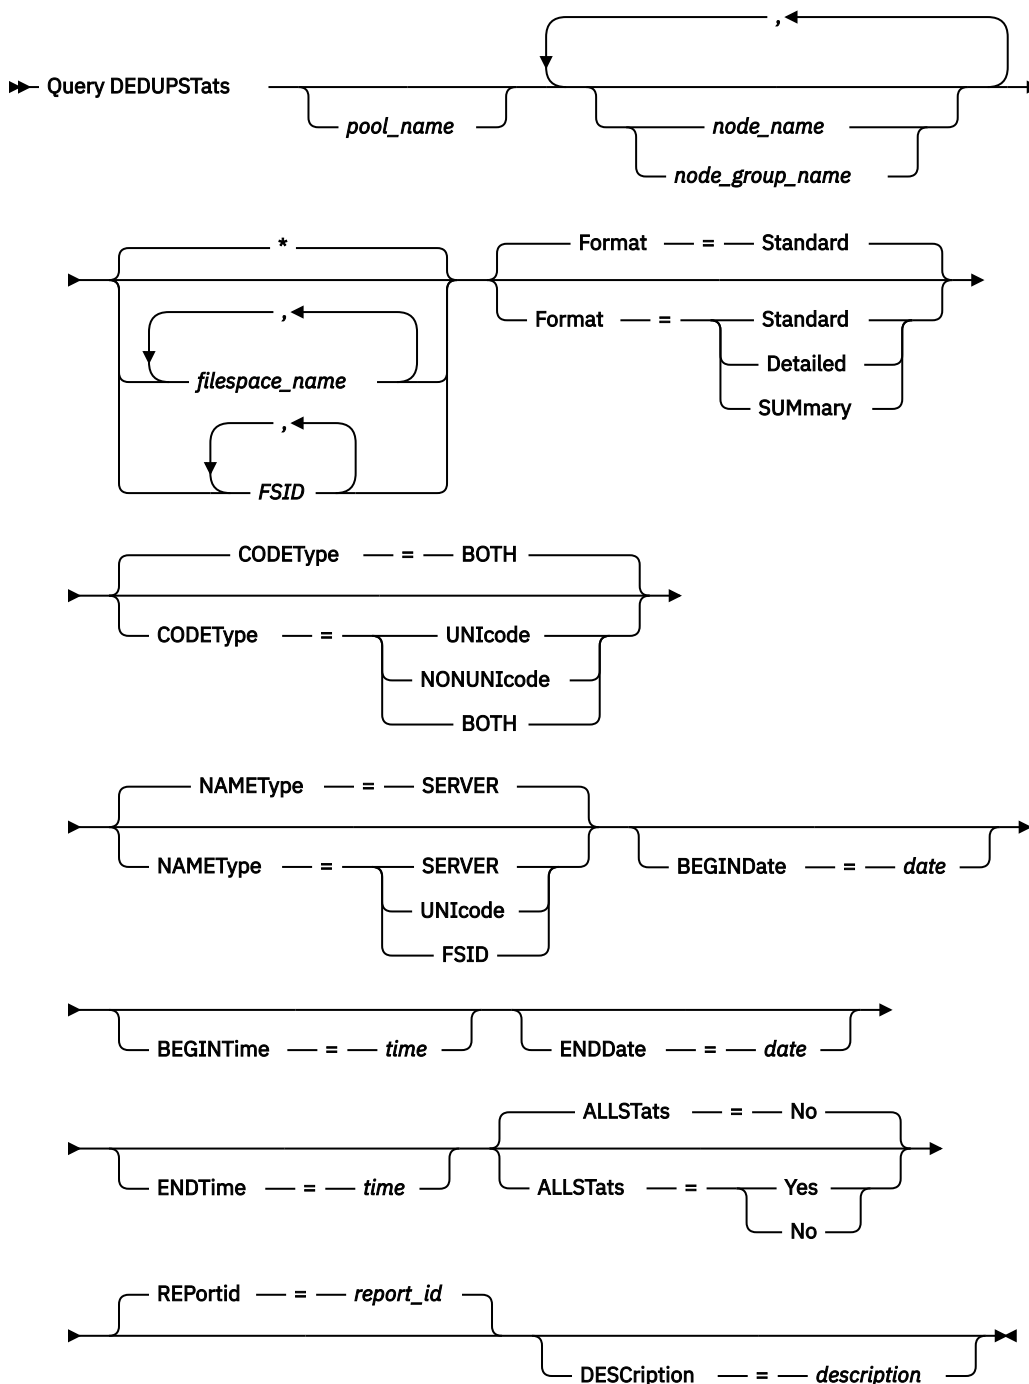 ,
Query DEDUPSTats
pool_name
node_name
node_group_name
*
Format = Standard
,
Format = Standard
filespace_name
Detailed
SUMmary
,
FSID
CODEType = BOTH
CODEType = UNIcode
NONUNIcode
BOTH
NAMEType = SERVER
NAMEType = SERVER
BEGINDate = date
UNIcode
FSID
BEGINTime = time
ENDDate = date
ALLSTats = No
ENDTime = time
ALLSTats = Yes
No
REPortid = report_id
DESCription = description